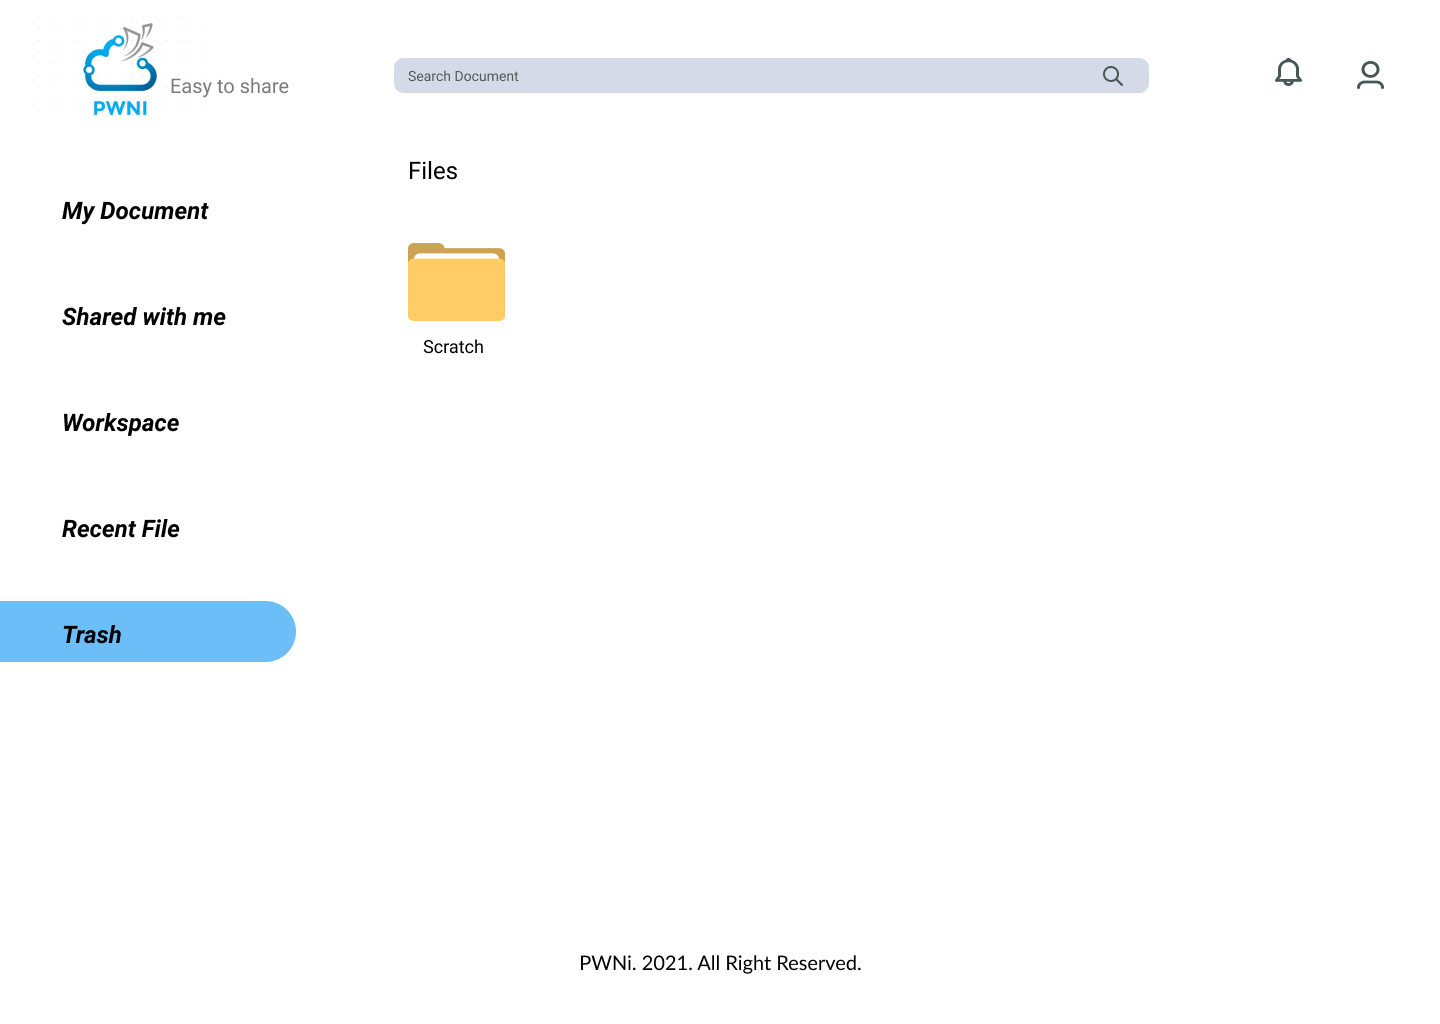 PWNI
Easy to share
Search Document
Files
My Document
Scratch
Shared with me
Workspace
Recent File
Trash
PWNi. 2021. All Right Reserved.